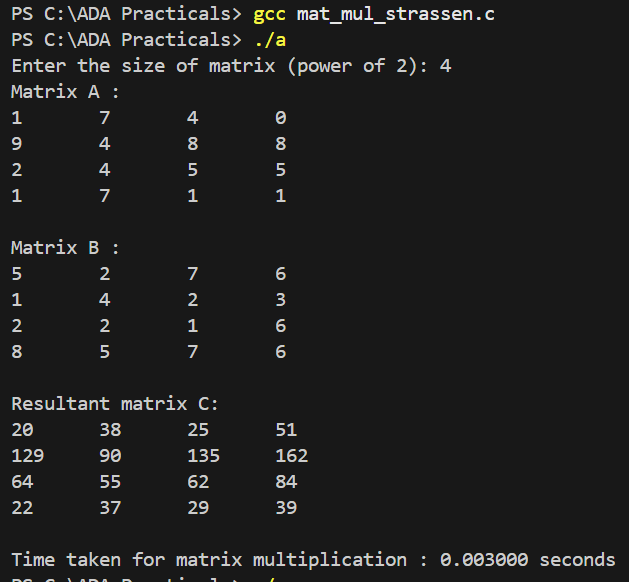 PS C:\ADA Practicals> gcc mat_mul_strassen.c
PS C:\ADA Practicals> ./a
Enter the size of matrix (power of 2): 4
Matrix A :
1 7 4 0
9 4 8 8
2 4 5 5
1 7 1 1
Matrix B :
5 2 7 6
1 4 2 3
2 2 1 6
8 5 7 6
Resultant matrix C:
20 38 25 51
129 90 135 162
64 55 62 84
22 37 29 39
Time taken for matrix multiplication : 0.003000 seconds
PS C:\ADA Practicals> ./a